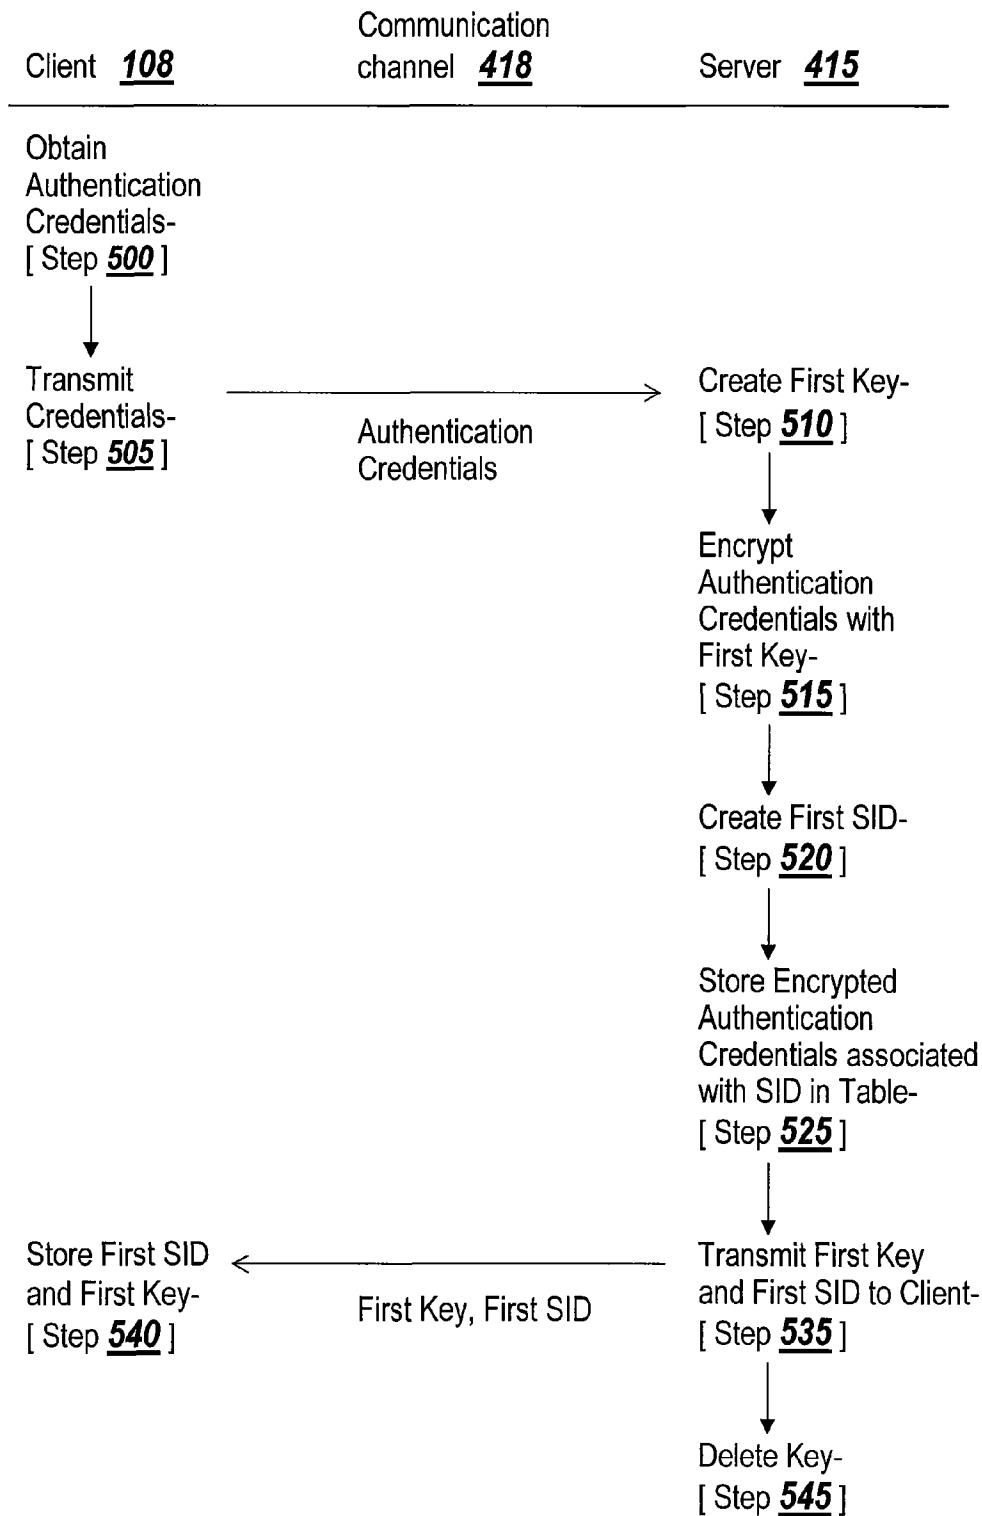 Client 108
Communication
channel 418
Server 415
Obtain
Authentication
Credentials-
[ Step 500 ]
Transmit
Credentials-
[ Step 505 ]
Authentication
Credentials
Create First Key-
[ Step 510 ]
Encrypt
Authentication
Credentials with
First Key-
[ Step 515 ]
Create First SID-
[ Step 520 ]
Store Encrypted
Authentication
Credentials associated
with SID in Table-
[ Step 525 ]
Transmit First Key
and First SID to Client-
[ Step 535 ]
First Key, First SID
Store First SID
and First Key-
[ Step 540 ]
Delete Key-
[ Step 545 ]